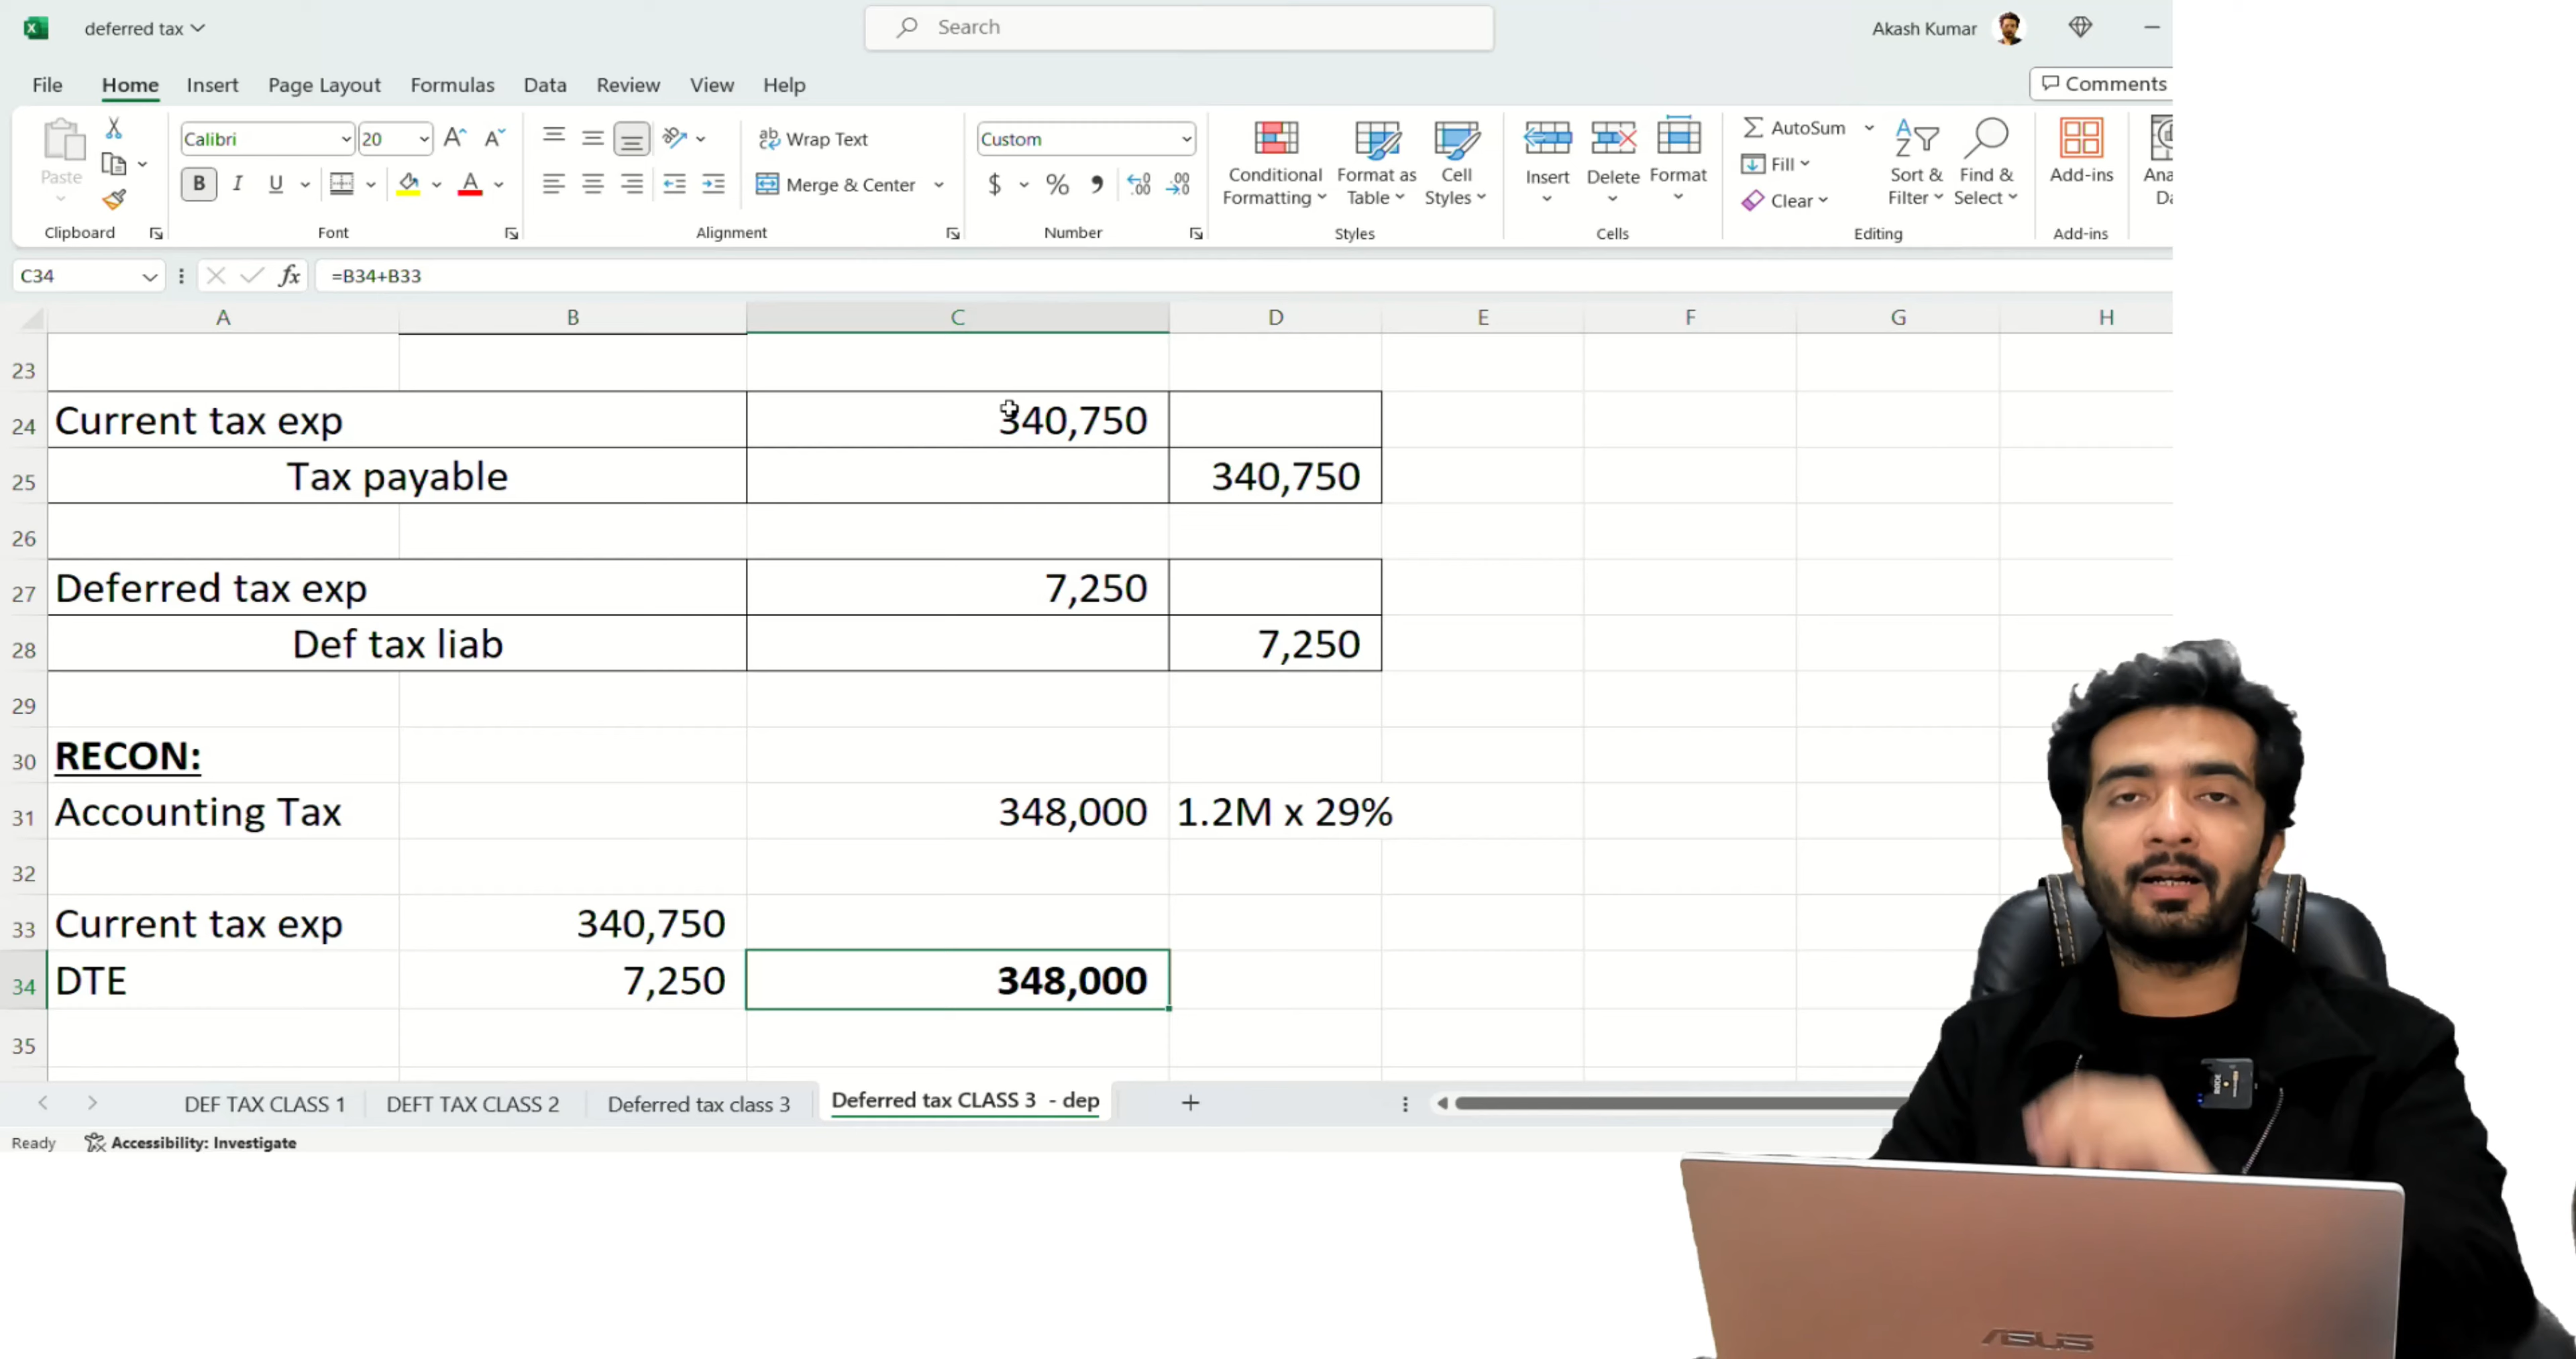 deferred tax
Search
Akash Kumar
File Home Insert Page Layout Formulas Data Review View Help
Comments
Calibri 20
Wrap Text
Custom
Paste
B I U
Merge & Center
$ % , .00
Conditional Formatting
Format as Table
Cell Styles
Insert
Delete
Format
AutoSum
Fill
Clear
Sort & Filter
Find & Select
Add-ins
Clipboard Font Alignment Number Styles Cells Editing Add-ins
C34 fx =B34+B33
A B C D E F G H
23
24 Current tax exp 340,750
25 Tax payable 340,750
26
27 Deferred tax exp 7,250
28 Def tax liab 7,250
29
30 RECON:
31 Accounting Tax 348,000 1.2M x 29%
32
33 Current tax exp 340,750
34 DTE 7,250 348,000
35
DEF TAX CLASS 1 DEFT TAX CLASS 2 Deferred tax class 3 Deferred tax CLASS 3 - dep
Ready Accessibility: Investigate
RODE
ASUS